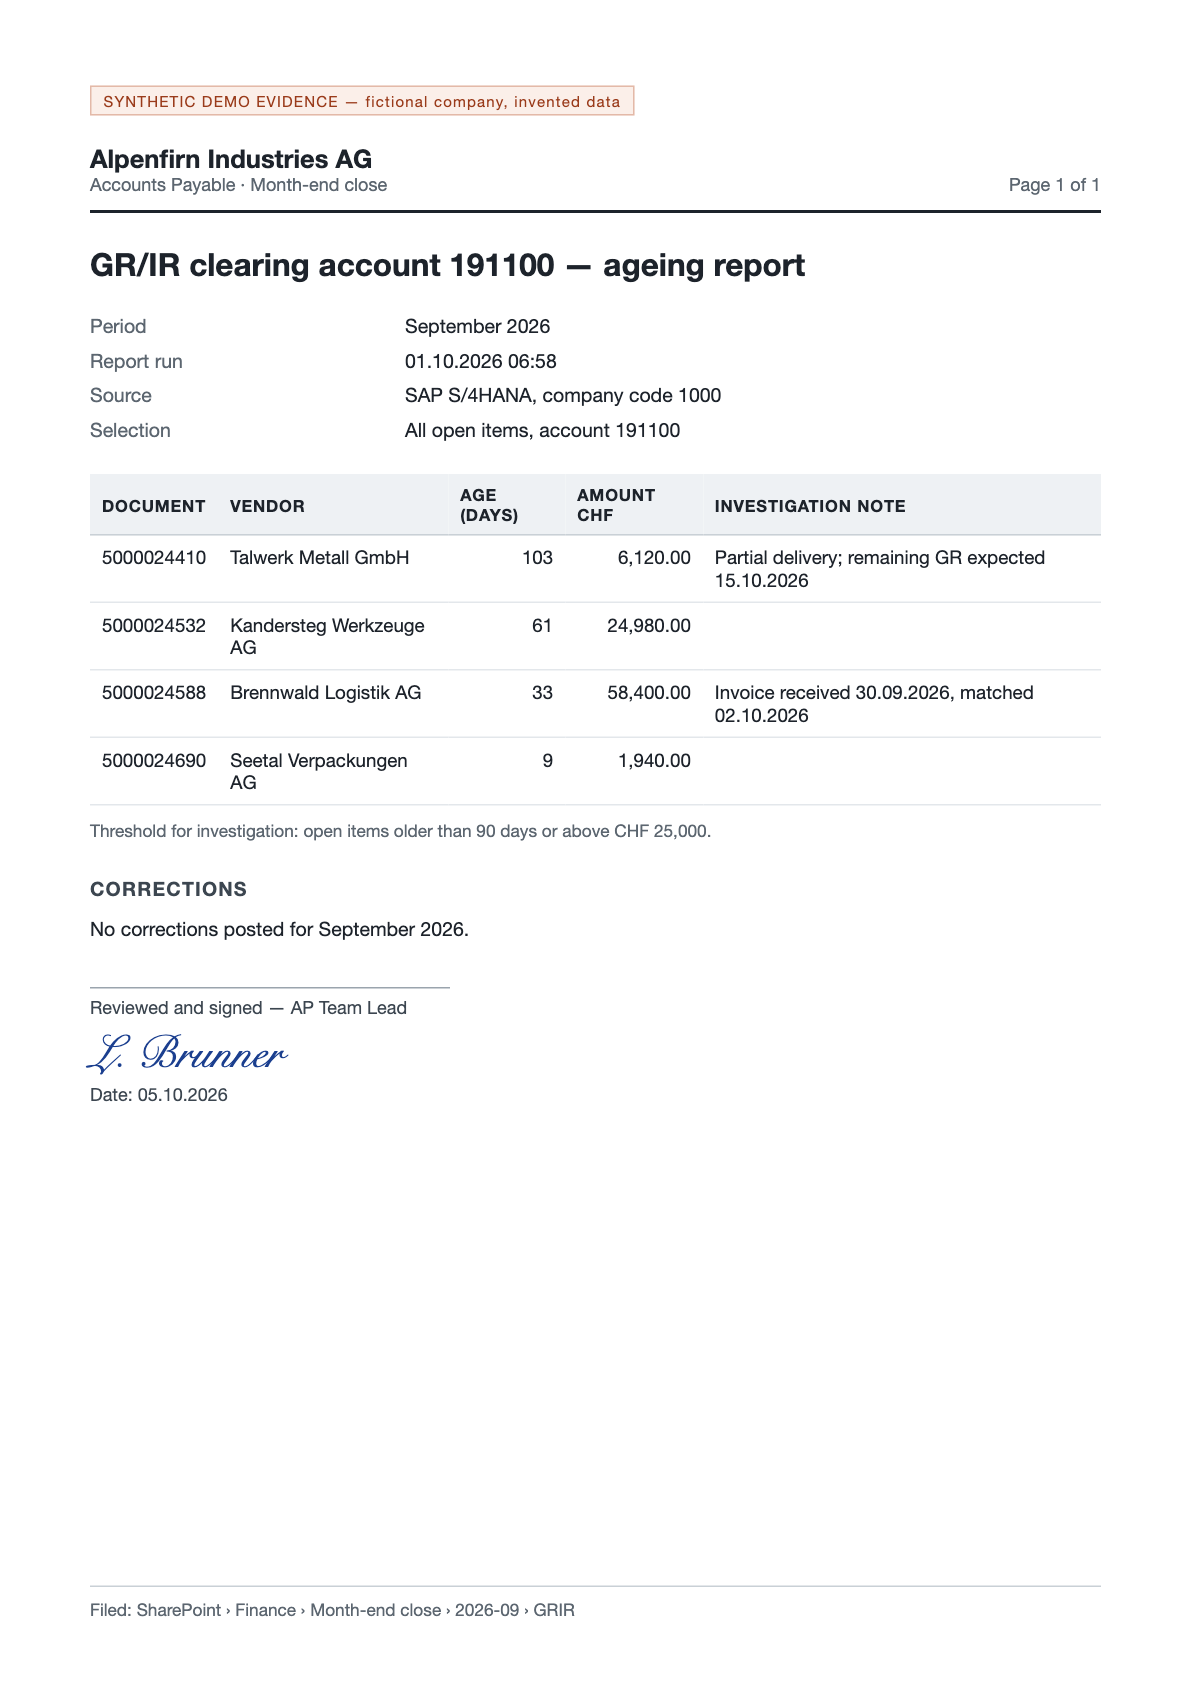 SYNTHETIC DEMO EVIDENCE — fictional company, invented data
Alpenfirn Industries AG
Accounts Payable · Month-end close
Page 1 of 1
GR/IR clearing account 191100 — ageing report
Period September 2026
Report run 01.10.2026 06:58
Source SAP S/4HANA, company code 1000
Selection All open items, account 191100
DOCUMENT VENDOR AGE (DAYS) AMOUNT CHF INVESTIGATION NOTE
5000024410 Talwerk Metall GmbH 103 6,120.00 Partial delivery; remaining GR expected
15.10.2026
5000024532 Kandersteg Werkzeuge 61 24,980.00
AG
5000024588 Brennwald Logistik AG 33 58,400.00 Invoice received 30.09.2026, matched
02.10.2026
5000024690 Seetal Verpackungen 9 1,940.00
AG
Threshold for investigation: open items older than 90 days or above CHF 25,000.
CORRECTIONS
No corrections posted for September 2026.
Reviewed and signed — AP Team Lead
L. Brunner
Date: 05.10.2026
Filed: SharePoint › Finance › Month-end close › 2026-09 › GRIR